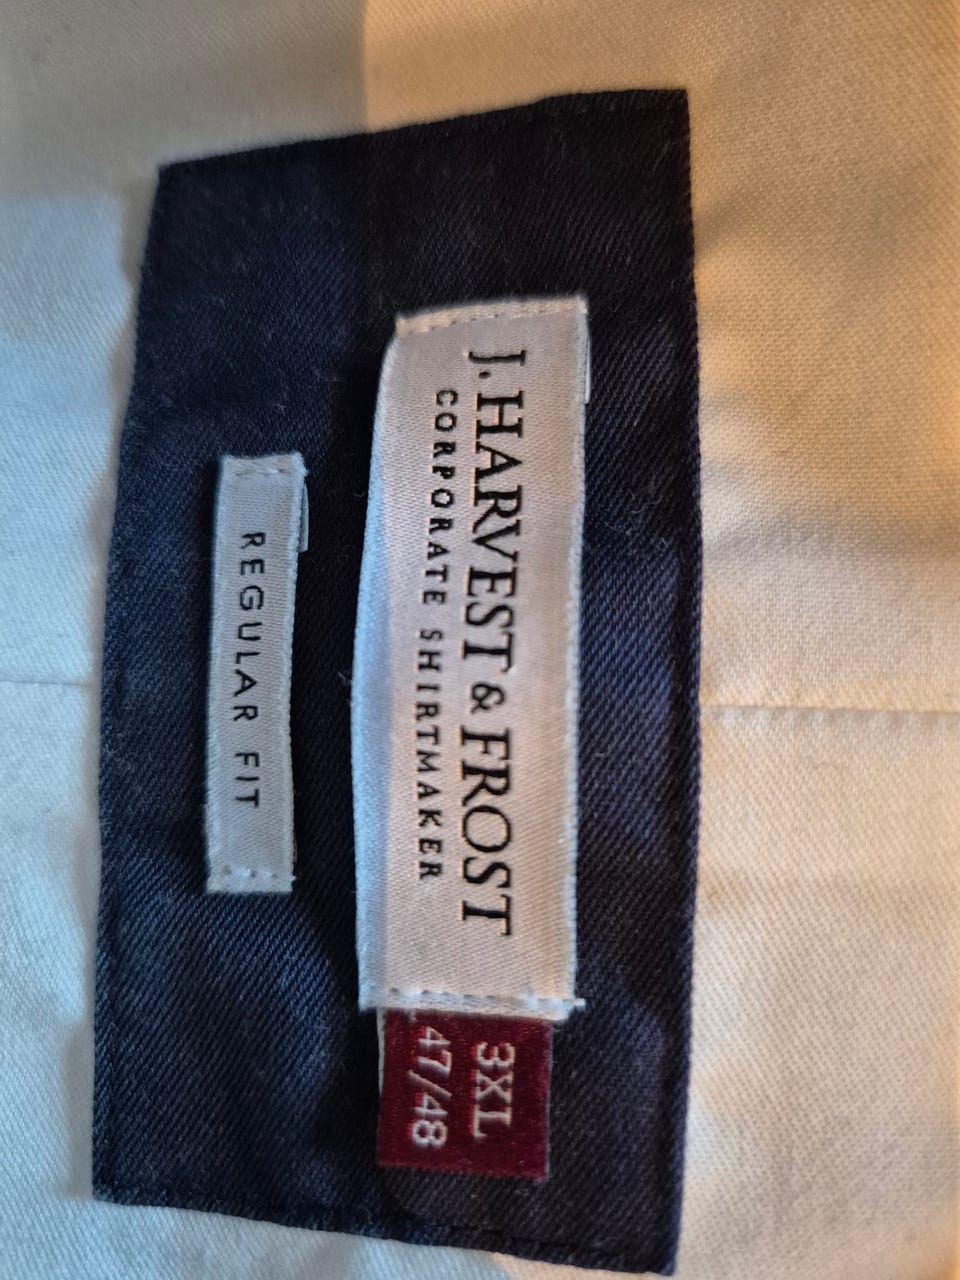 J. HARVEST & FROST
CORPORATE SHIRTMAKER
3XL
47/48
REGULAR FIT